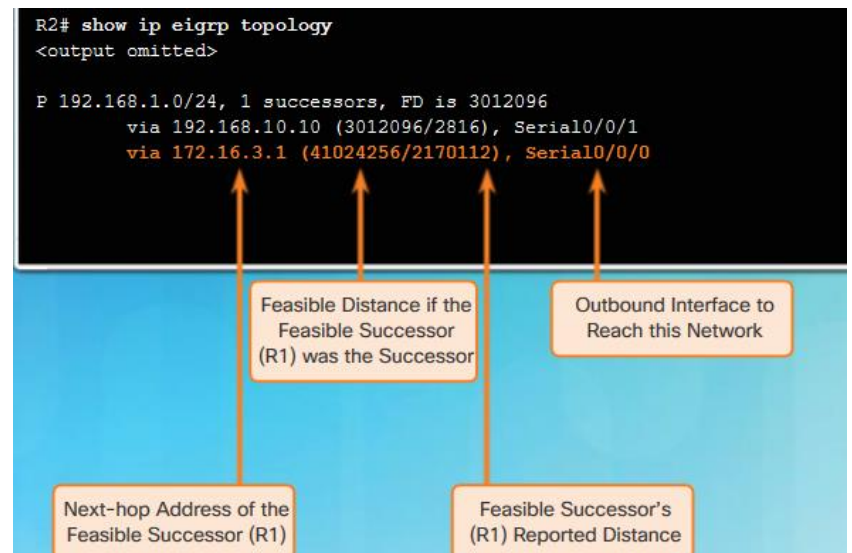 R2# show ip eigrp topology
<output omitted>
P 192.168.1.0/24, 1 successors, FD is 3012096
via 192.168.10.10 (3012096/2816), Serial0/0/1
via 172.16.3.1 (41024256/2170112), Serial0/0/0
Feasible Distance if the
Feasible Successor
(R1) was the Successor
Outbound Interface to
Reach this Network
Next-hop Address of the
Feasible Successor (R1)
Feasible Successor's
(R1) Reported Distance